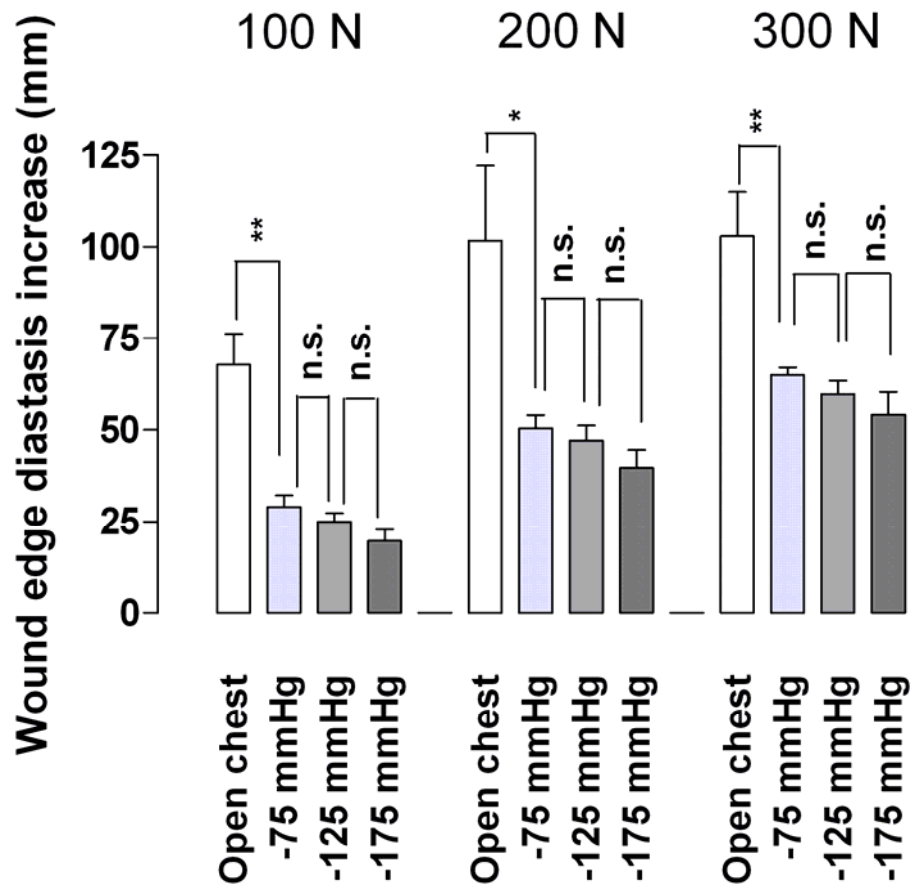 100 N 200 N 300 N
Wound edge diastasis increase (mm)
125
100
75
50
25
0
** n.s. n.s.
* n.s. n.s.
** n.s. n.s.
Open chest
-75 mmHg
-125 mmHg
-175 mmHg
Open chest
-75 mmHg
-125 mmHg
-175 mmHg
Open chest
-75 mmHg
-125 mmHg
-175 mmHg